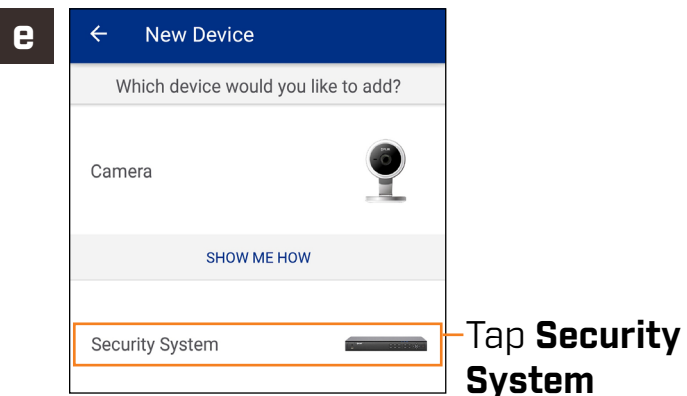 e
← New Device
Which device would you like to add?
Camera
SHOW ME HOW
Security System
Tap Security
System